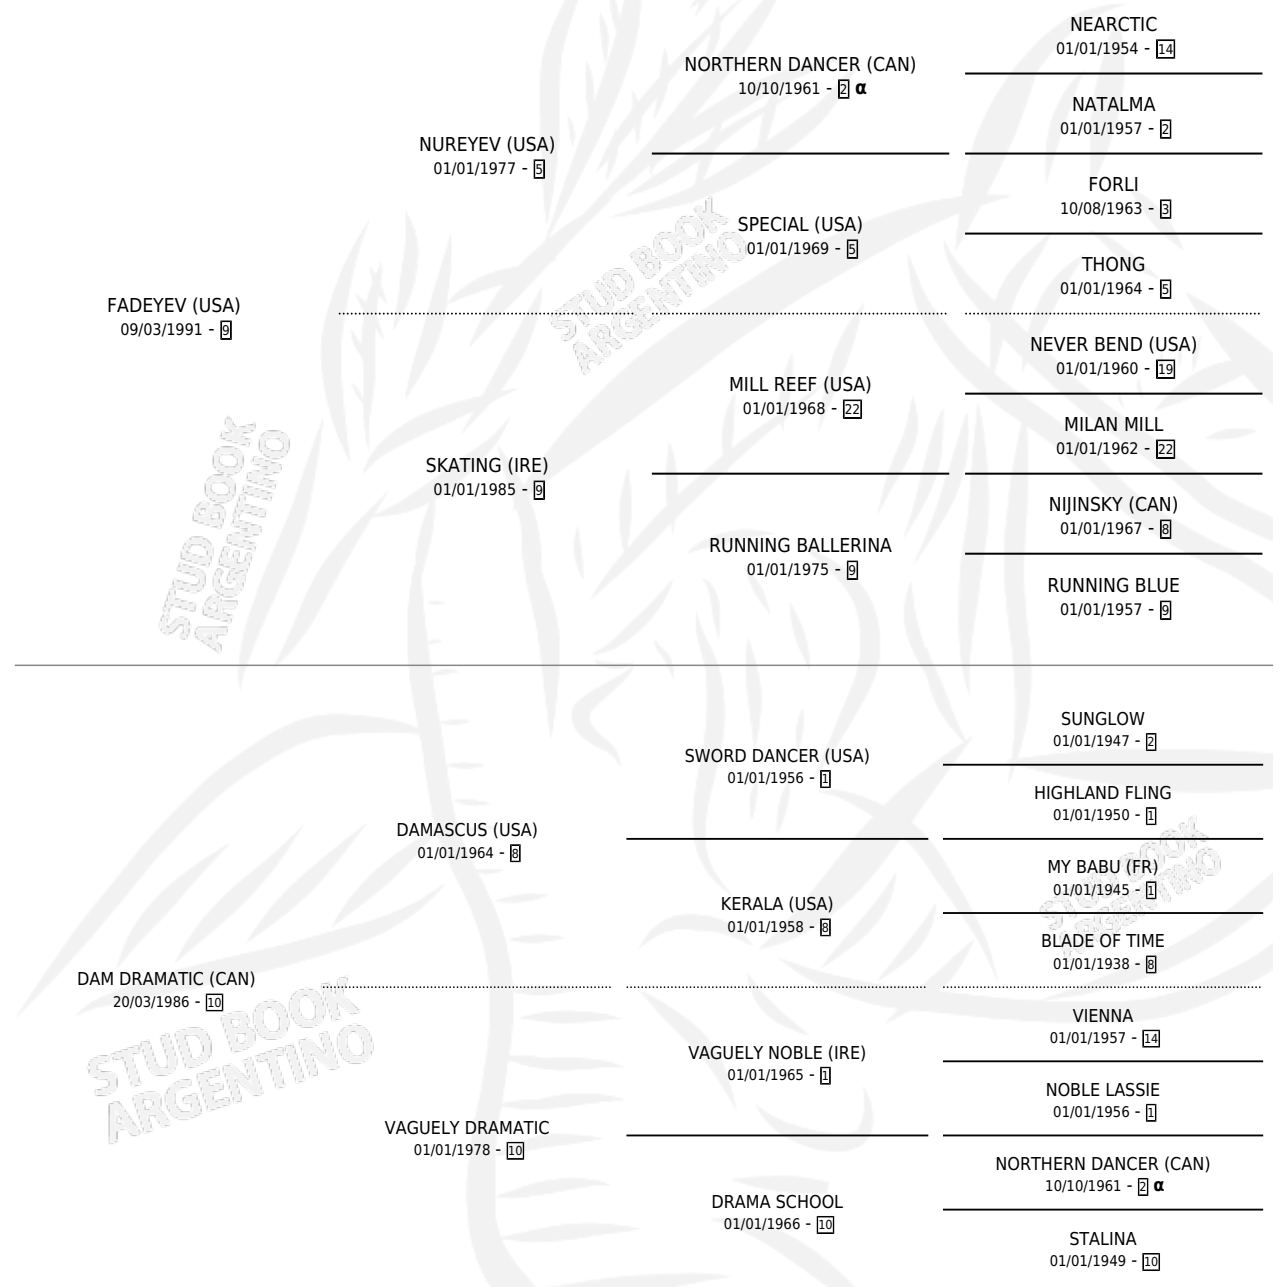 NEARCTIC
01/01/1954 - 14
NORTHERN DANCER (CAN)
10/10/1961 - 2 α
NATALMA
01/01/1957 - 2
NUREYEV (USA)
01/01/1977 - 5
FORLI
10/08/1963 - 3
SPECIAL (USA)
01/01/1969 - 5
THONG
01/01/1964 - 5
FADEYEV (USA)
09/03/1991 - 9
NEVER BEND (USA)
01/01/1960 - 19
MILL REEF (USA)
01/01/1968 - 22
MILAN MILL
01/01/1962 - 22
SKATING (IRE)
01/01/1985 - 9
NIJINSKY (CAN)
01/01/1967 - 8
RUNNING BALLERINA
01/01/1975 - 9
RUNNING BLUE
01/01/1957 - 9
SUNGLOW
01/01/1947 - 2
SWORD DANCER (USA)
01/01/1956 - 1
HIGHLAND FLING
01/01/1950 - 1
DAMASCUS (USA)
01/01/1964 - 8
MY BABU (FR)
01/01/1945 - 1
KERALA (USA)
01/01/1958 - 8
BLADE OF TIME
01/01/1938 - 8
DAM DRAMATIC (CAN)
20/03/1986 - 10
VIENNA
01/01/1957 - 14
VAGUELY NOBLE (IRE)
01/01/1965 - 1
NOBLE LASSIE
01/01/1956 - 1
VAGUELY DRAMATIC
01/01/1978 - 10
NORTHERN DANCER (CAN)
10/10/1961 - 2 α
DRAMA SCHOOL
01/01/1966 - 10
STALINA
01/01/1949 - 10
STUD BOOK
ARGENTINO
STUD BOOK
ARGENTINO
STUD BOOK
ARGENTINO
STUD BOOK
ARGENTINO